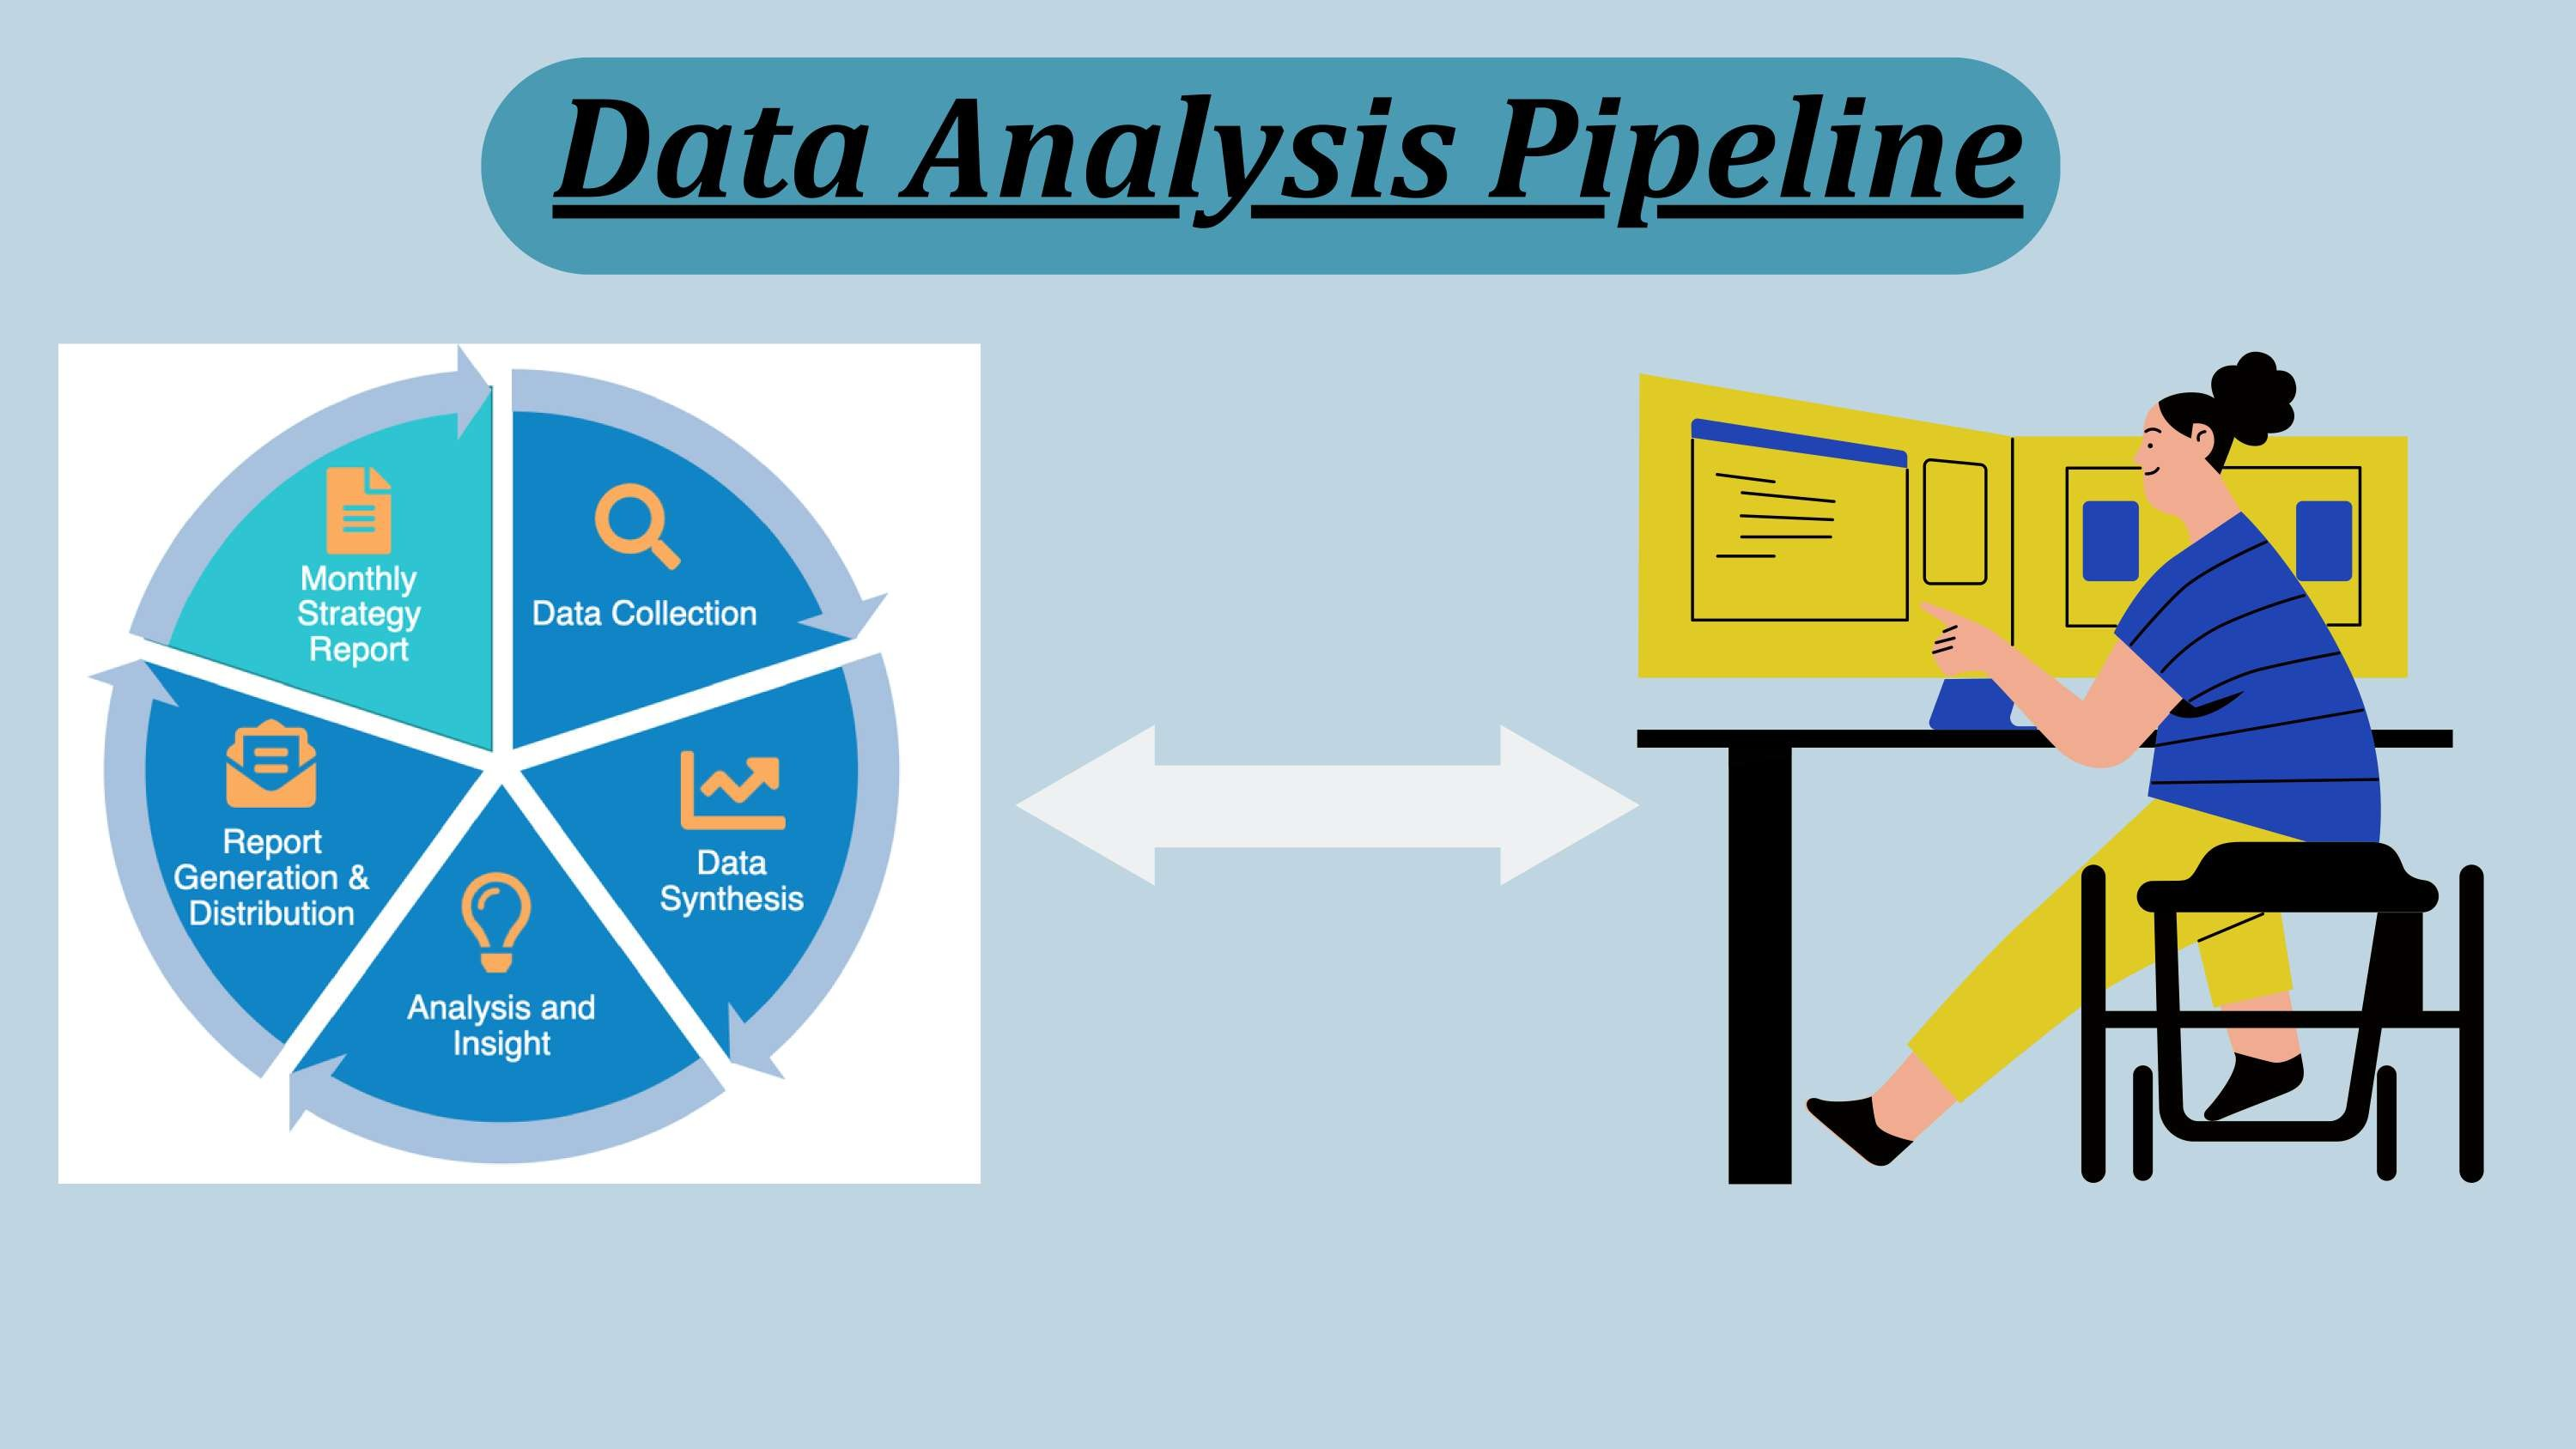 Data Analysis Pipeline
Data Collection
Data
Synthesis
Analysis and
Insight
Report
Generation &
Distribution
Monthly
Strategy
Report